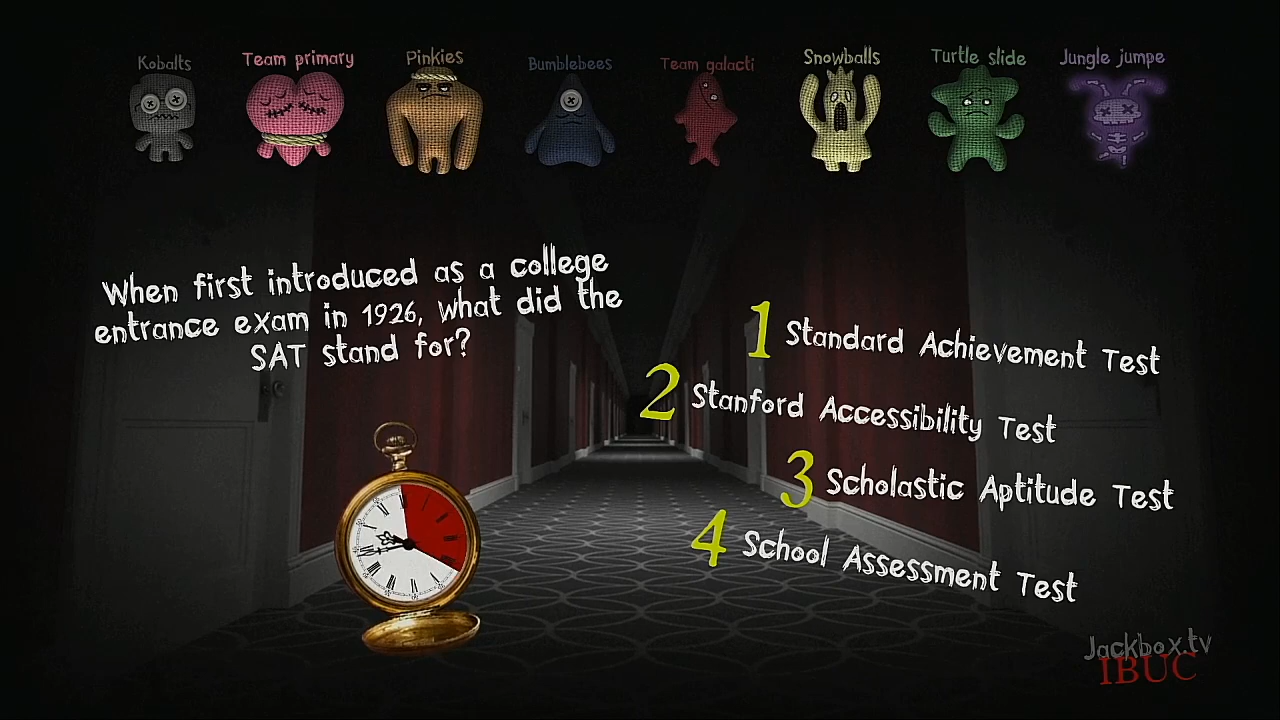 Kobalts
Team primary
Pinkies
Bumblebees
Team galacti
Snowballs
Turtle slide
Jungle jumpe
When first introduced as a college
entrance exam in 1926, what did the
SAT stand for?
1 Standard Achievement Test
2 Stanford Accessibility Test
3 Scholastic Aptitude Test
4 School Assessment Test
Jackbox.tv
IBUC